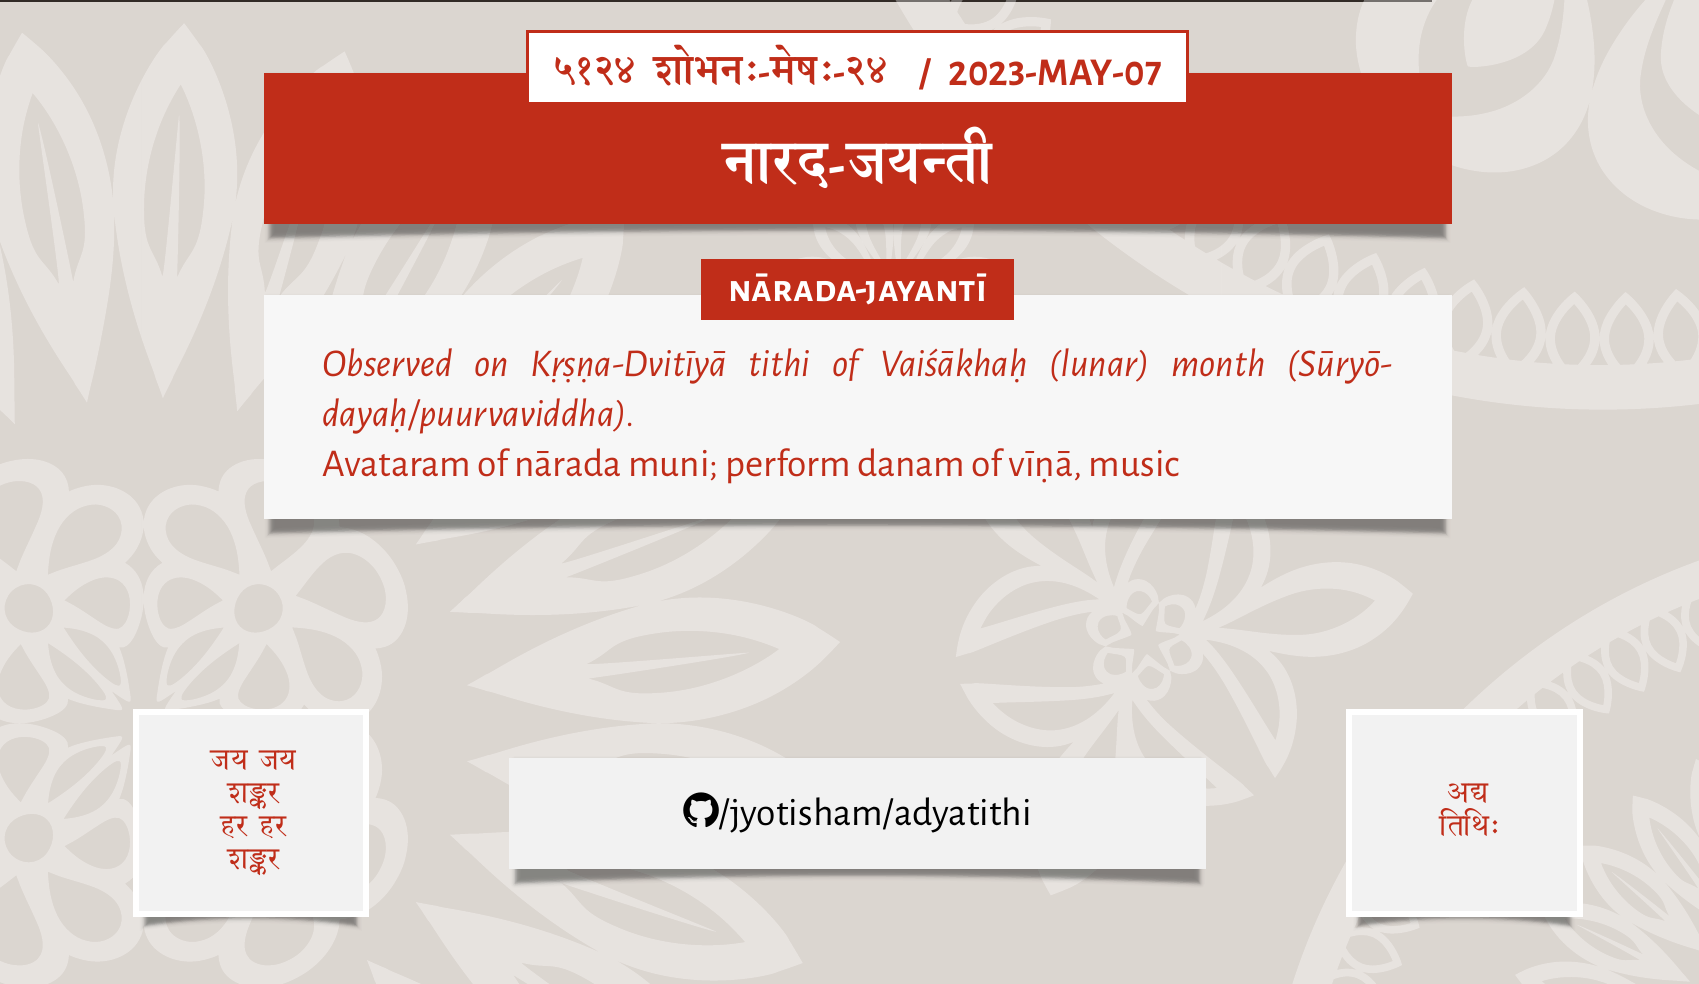 ५१२४ शोभनः-मेषः-२४ / 2023-MAY-07
नारद-जयन्ती
NĀRADA-JAYANTĪ
Observed on Kṛṣṇa-Dvitīyā tithi of Vaiśākhaḥ (lunar) month (Sūryō-
dayaḥ/puurvaviddha).
Avataram of nārada muni; perform danam of vīṇā, music
जय जय
शङ्कर
हर हर
शङ्कर
/jyotisham/adyatithi
अद्य
तिथिः